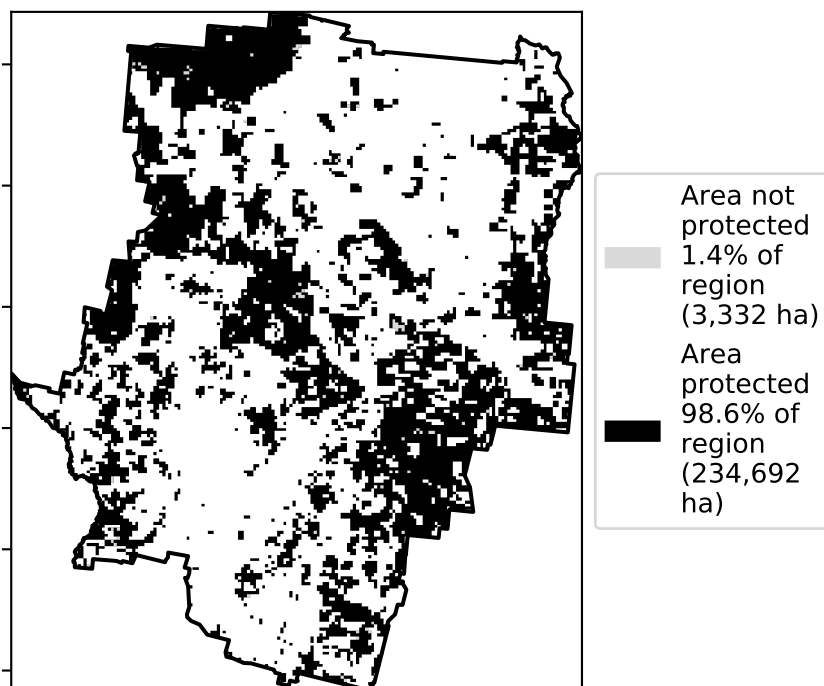 Area not
protected
1.4% of
region
(3,332 ha)
Area
protected
98.6% of
region
(234,692
ha)